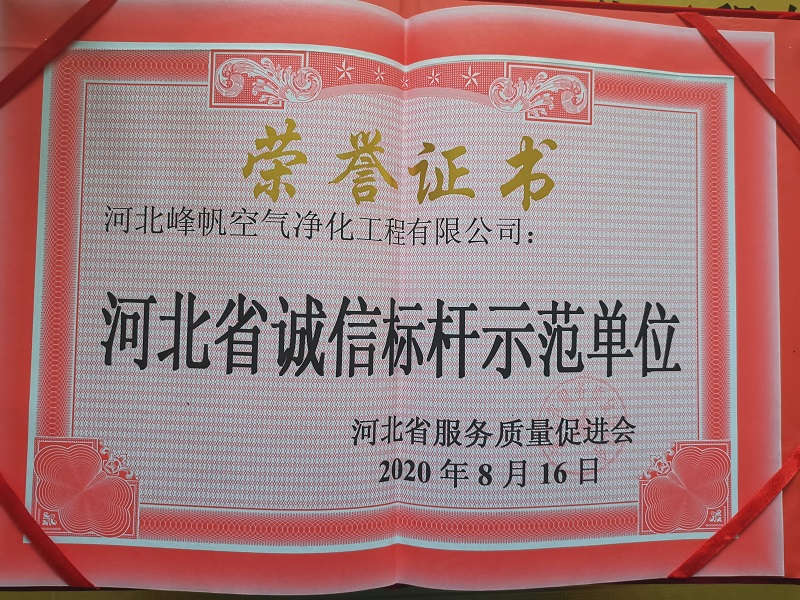 荣誉证书
河北峰帆空气净化工程有限公司：
河北省诚信标杆示范单位
河北省服务质量促进会
2020年8月16日